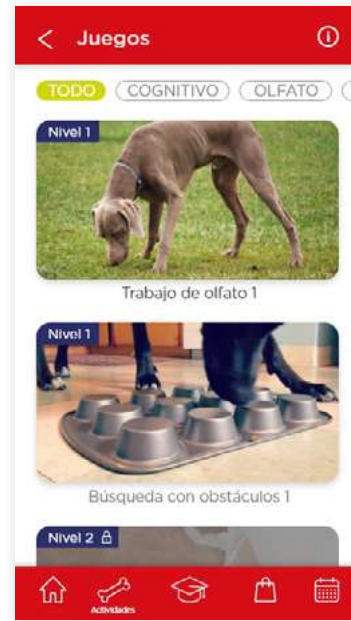 Juegos
TODO COGNITIVO OLFATO
Nivel 1
Trabajo de olfato 1
Nivel 1
Búsqueda con obstáculos 1
Nivel 2
Actividades